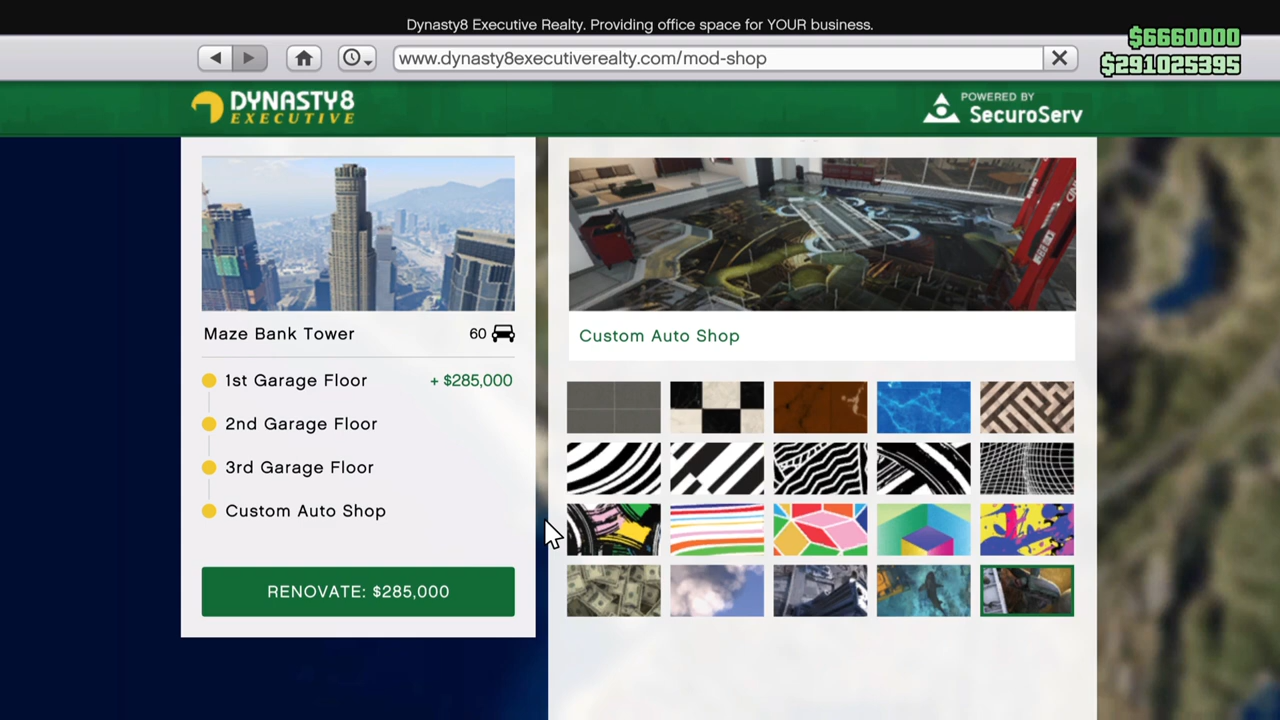 Dynasty8 Executive Realty. Providing office space for YOUR business.
www.dynasty8executiverealty.com/mod-shop
$6660000
$291025395
DYNASTY8
EXECUTIVE
POWERED BY
SecuroServ
Maze Bank Tower
60
1st Garage Floor
+ $285,000
2nd Garage Floor
3rd Garage Floor
Custom Auto Shop
RENOVATE: $285,000
Custom Auto Shop